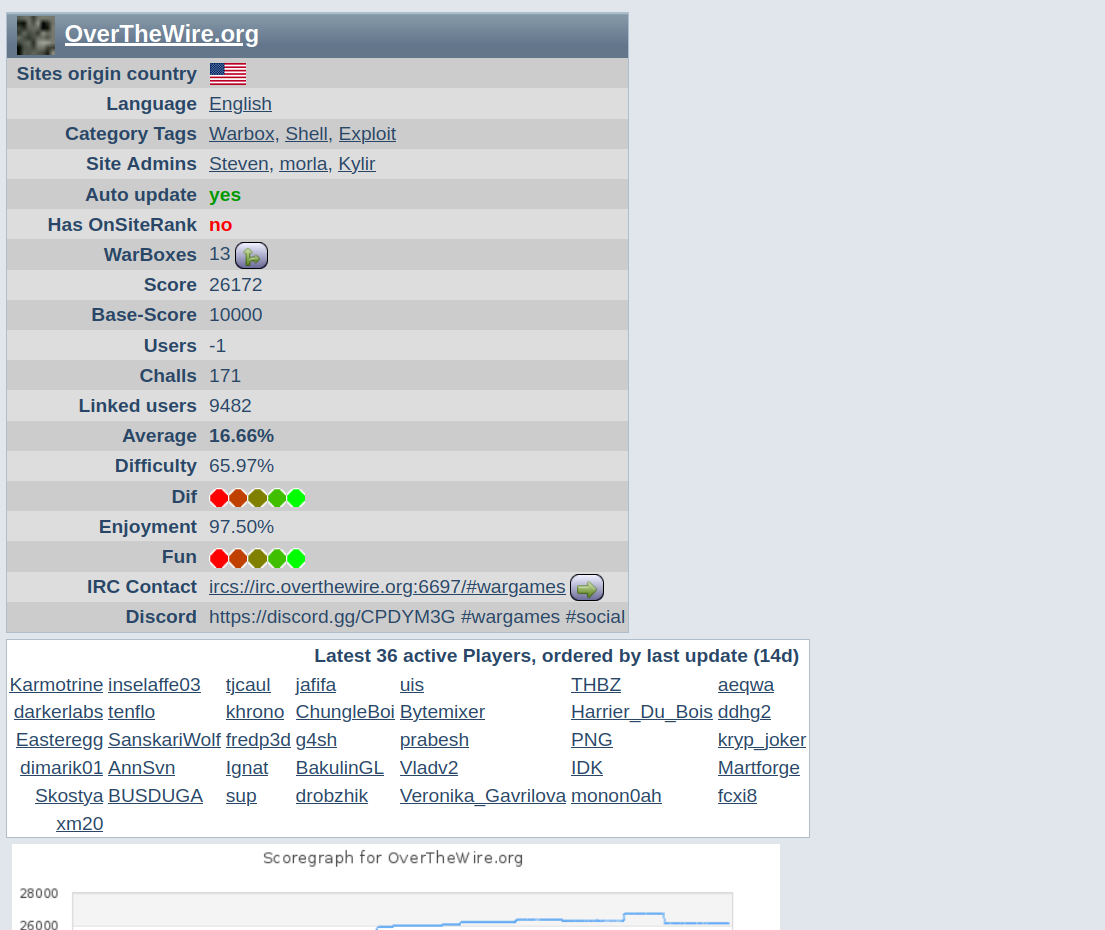 OverTheWire.org
Sites origin country
Language English
Category Tags Warbox, Shell, Exploit
Site Admins Steven, morla, Kylir
Auto update yes
Has OnSiteRank no
WarBoxes 13
Score 26172
Base-Score 10000
Users -1
Challs 171
Linked users 9482
Average 16.66%
Difficulty 65.97%
Dif
Enjoyment 97.50%
Fun
IRC Contact ircs://irc.overthewire.org:6697/#wargames
Discord https://discord.gg/CPDYM3G #wargames #social
Latest 36 active Players, ordered by last update (14d)
Karmotrine inselaffe03 tjcaul jafifa uis THBZ aeqwa
darkerlabs tenflo khrono ChungleBoi Bytemixer Harrier_Du_Bois ddhg2
Easteregg SanskariWolf fredp3d g4sh prabesh PNG kryp_joker
dimarik01 AnnSvn Ignat BakulinGL Vladv2 IDK Martforge
Skostya BUSDUGA sup drobzhik Veronika_Gavrilova monon0ah fcxi8
xm20
Scoregraph for OverTheWire.org
28000
26000